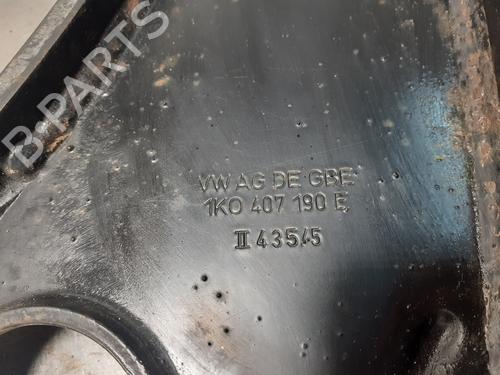 B-PARTS
VW AG DE GBE
1K0 407 190 E
II 43545